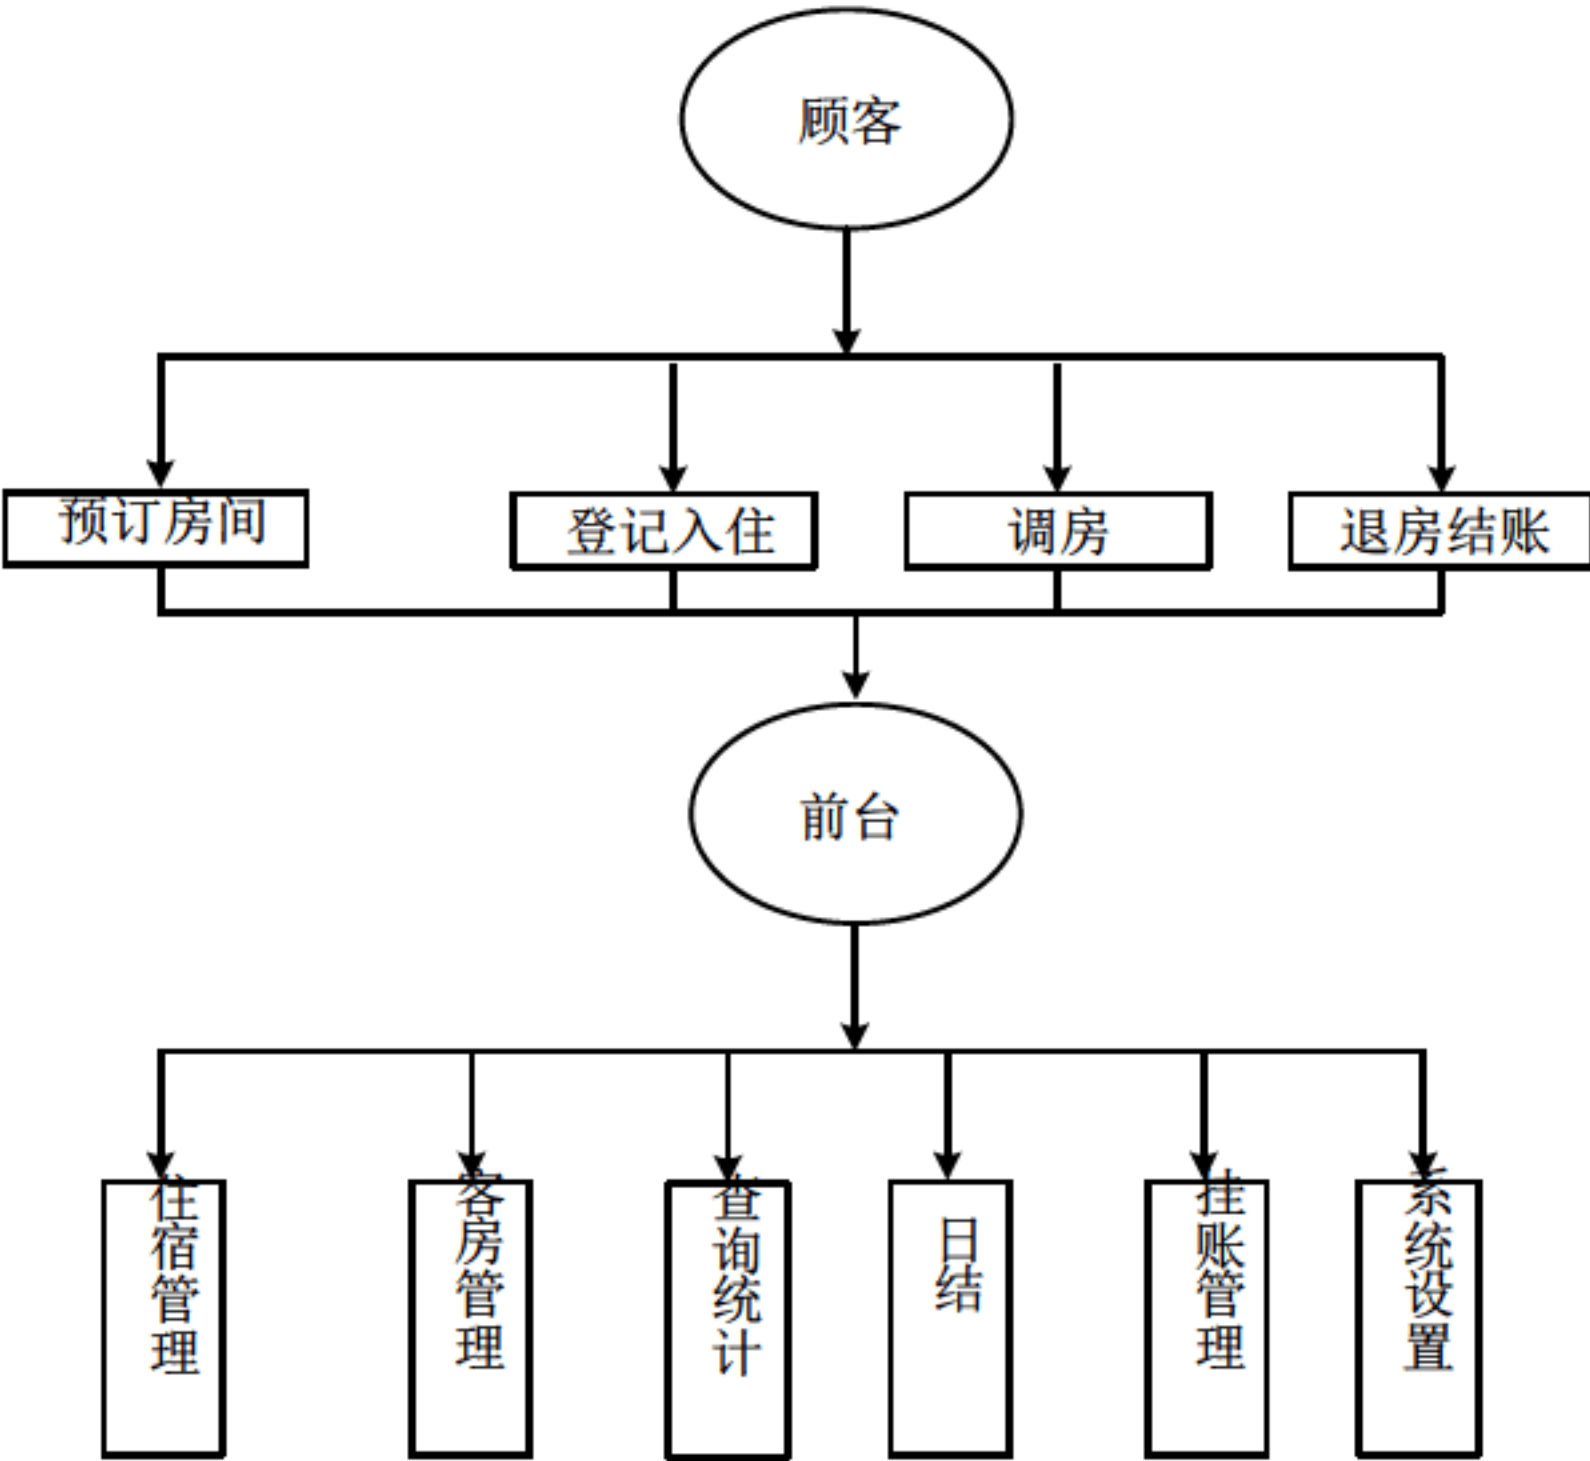 顾客
预订房间
登记入住
调房
退房结账
前台
住宿管理
客房管理
查询统计
日结
挂账管理
系统设置